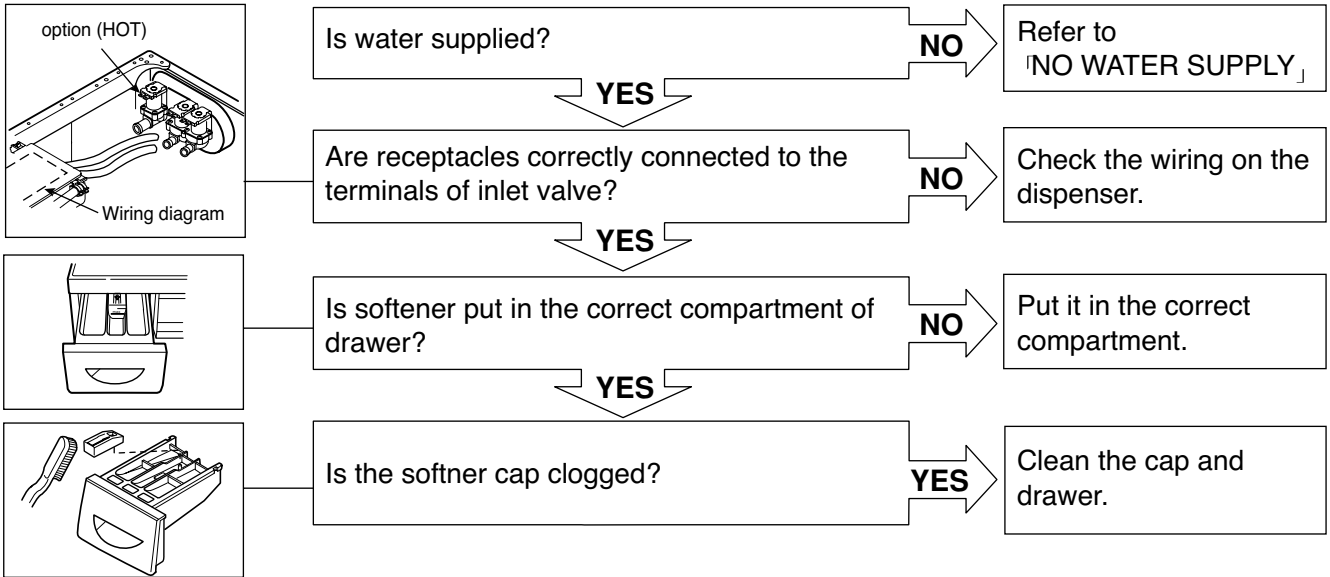 option (HOT)
Wiring diagram
Is water supplied?
NO
Refer to
「NO WATER SUPPLY」
YES
Are receptacles correctly connected to the
terminals of inlet valve?
NO
Check the wiring on the
dispenser.
YES
Is softener put in the correct compartment of
drawer?
NO
Put it in the correct
compartment.
YES
Is the softner cap clogged?
YES
Clean the cap and
drawer.